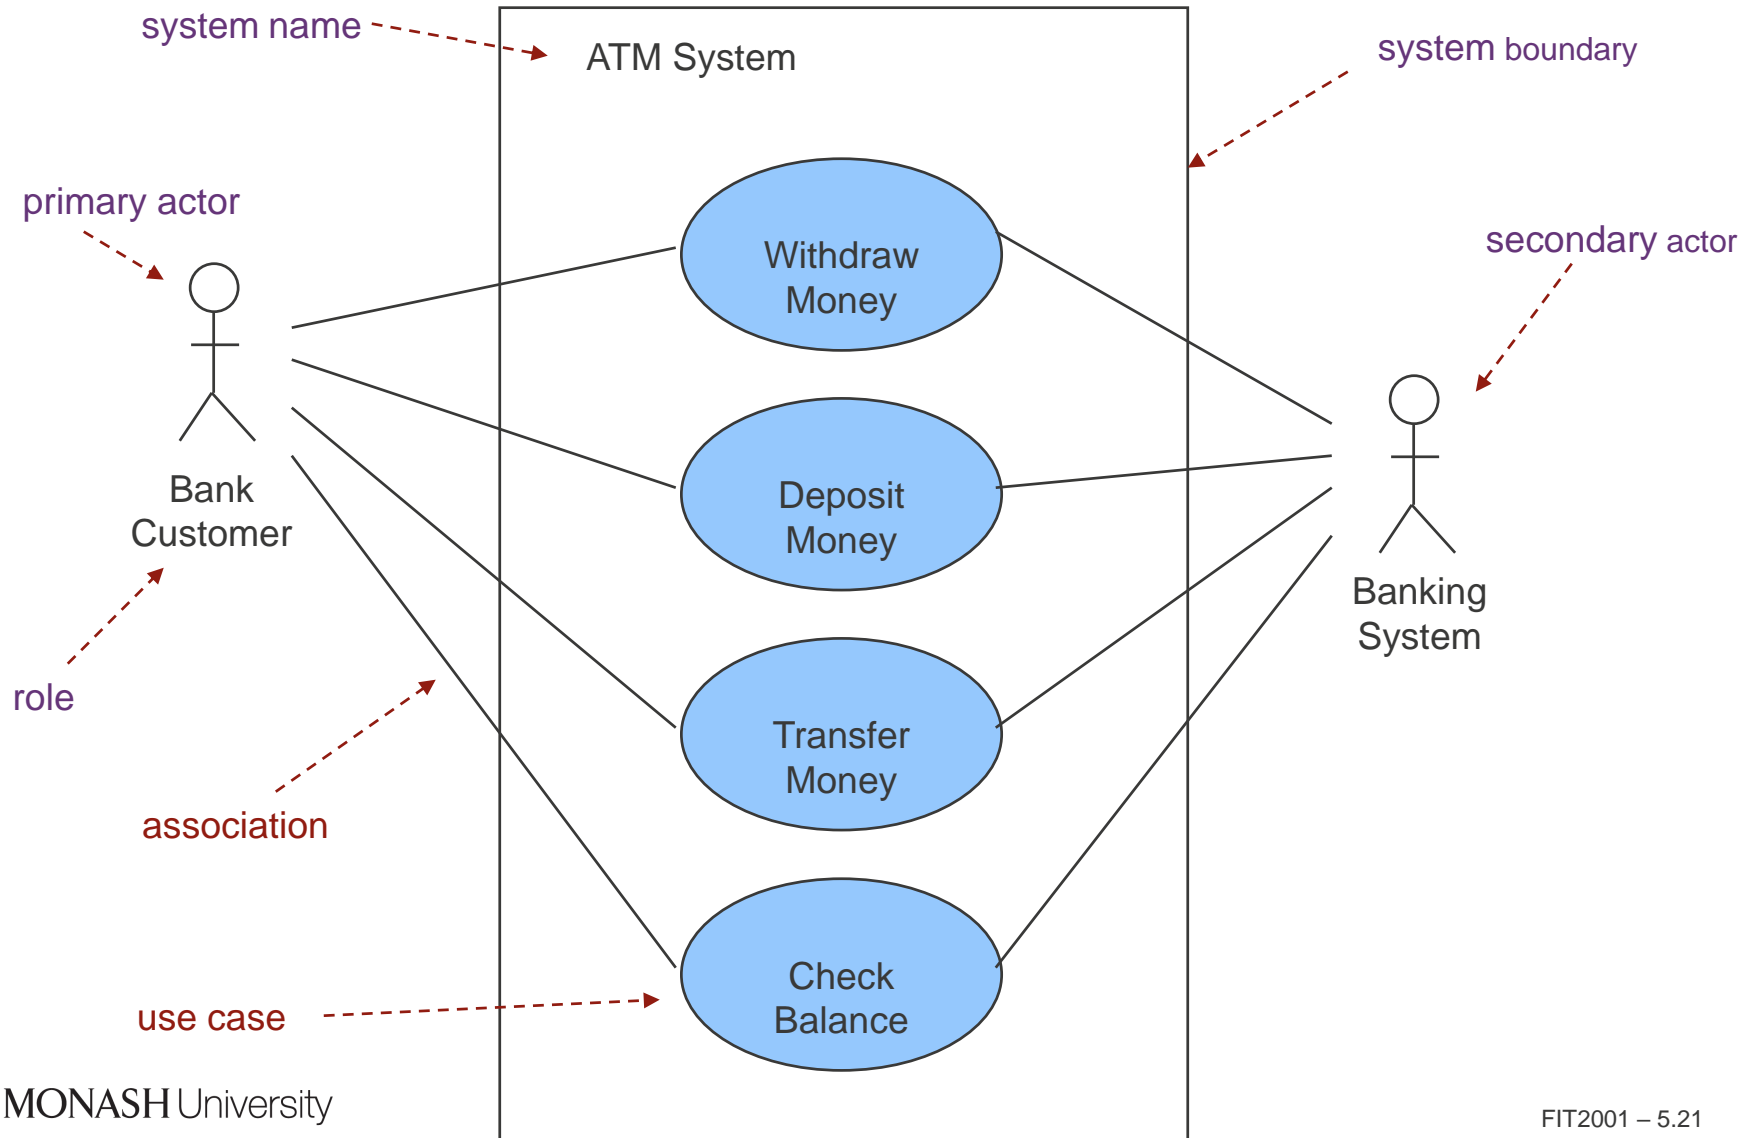 system name
ATM System
system boundary
primary actor
secondary actor
Withdraw
Money
Bank
Customer
Deposit
Money
Banking
System
role
Transfer
Money
association
Check
Balance
use case
MONASH University
FIT2001 – 5.21